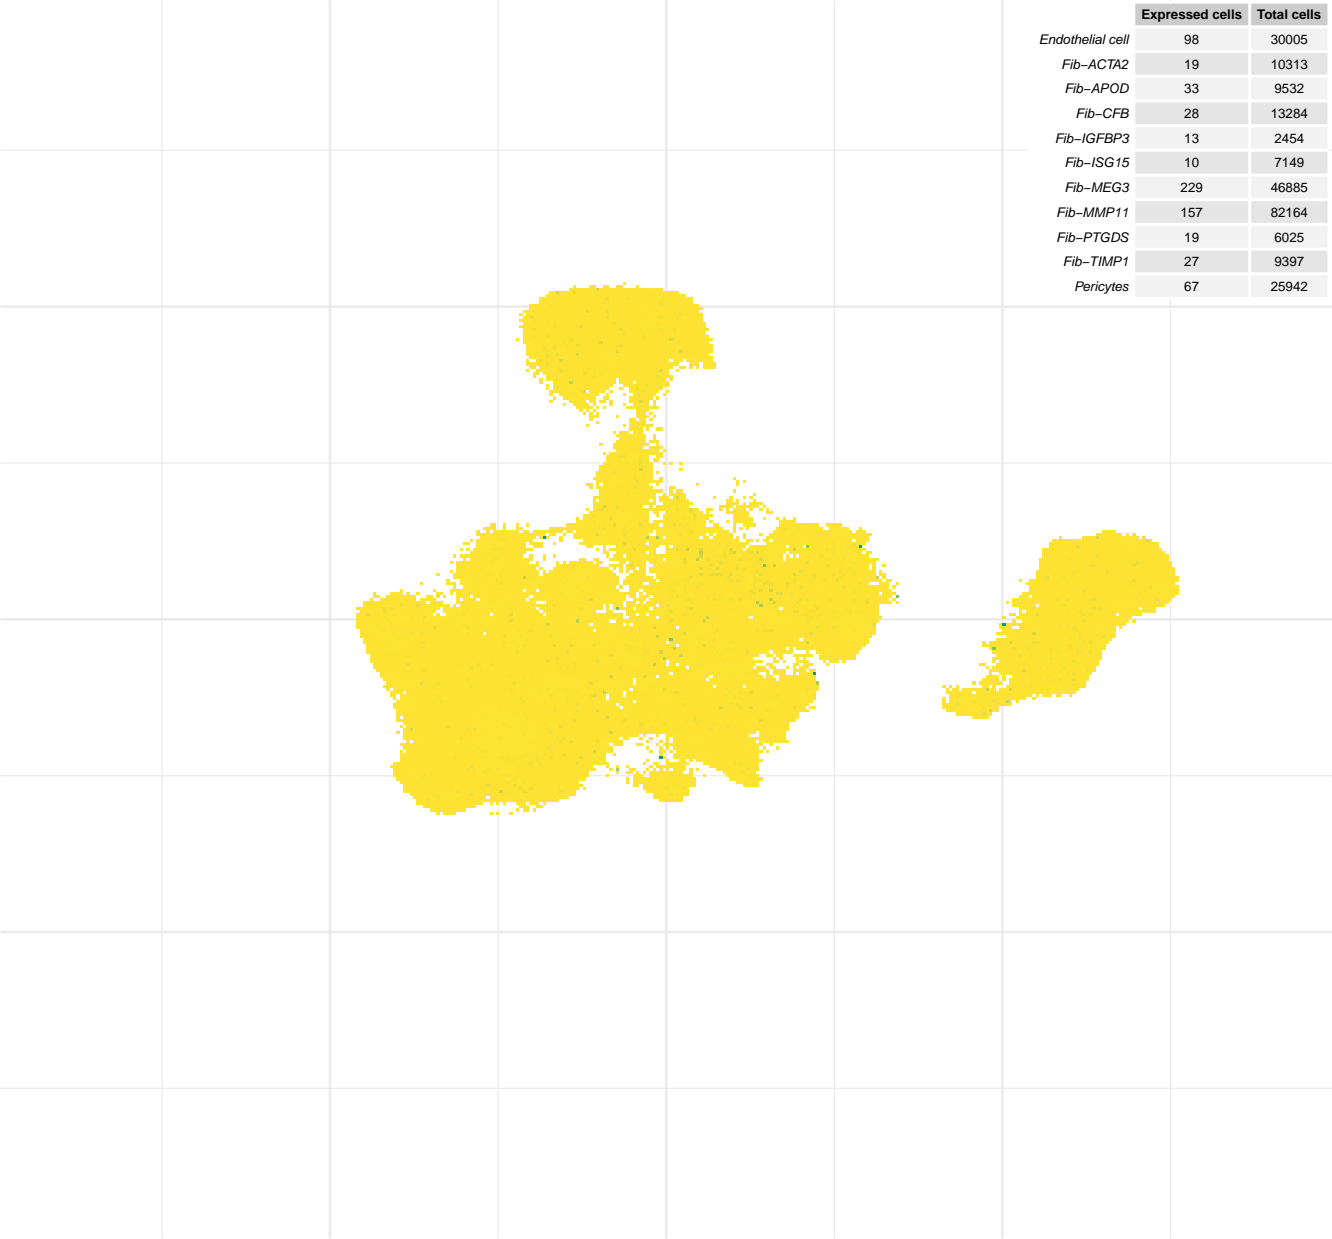 Expressed cells Total cells
Endothelial cell 98 30005
Fib−ACTA2 19 10313
Fib−APOD 33 9532
Fib−CFB 28 13284
Fib−IGFBP3 13 2454
Fib−ISG15 10 7149
Fib−MEG3 229 46885
Fib−MMP11 157 82164
Fib−PTGDS 19 6025
Fib−TIMP1 27 9397
Pericytes 67 25942